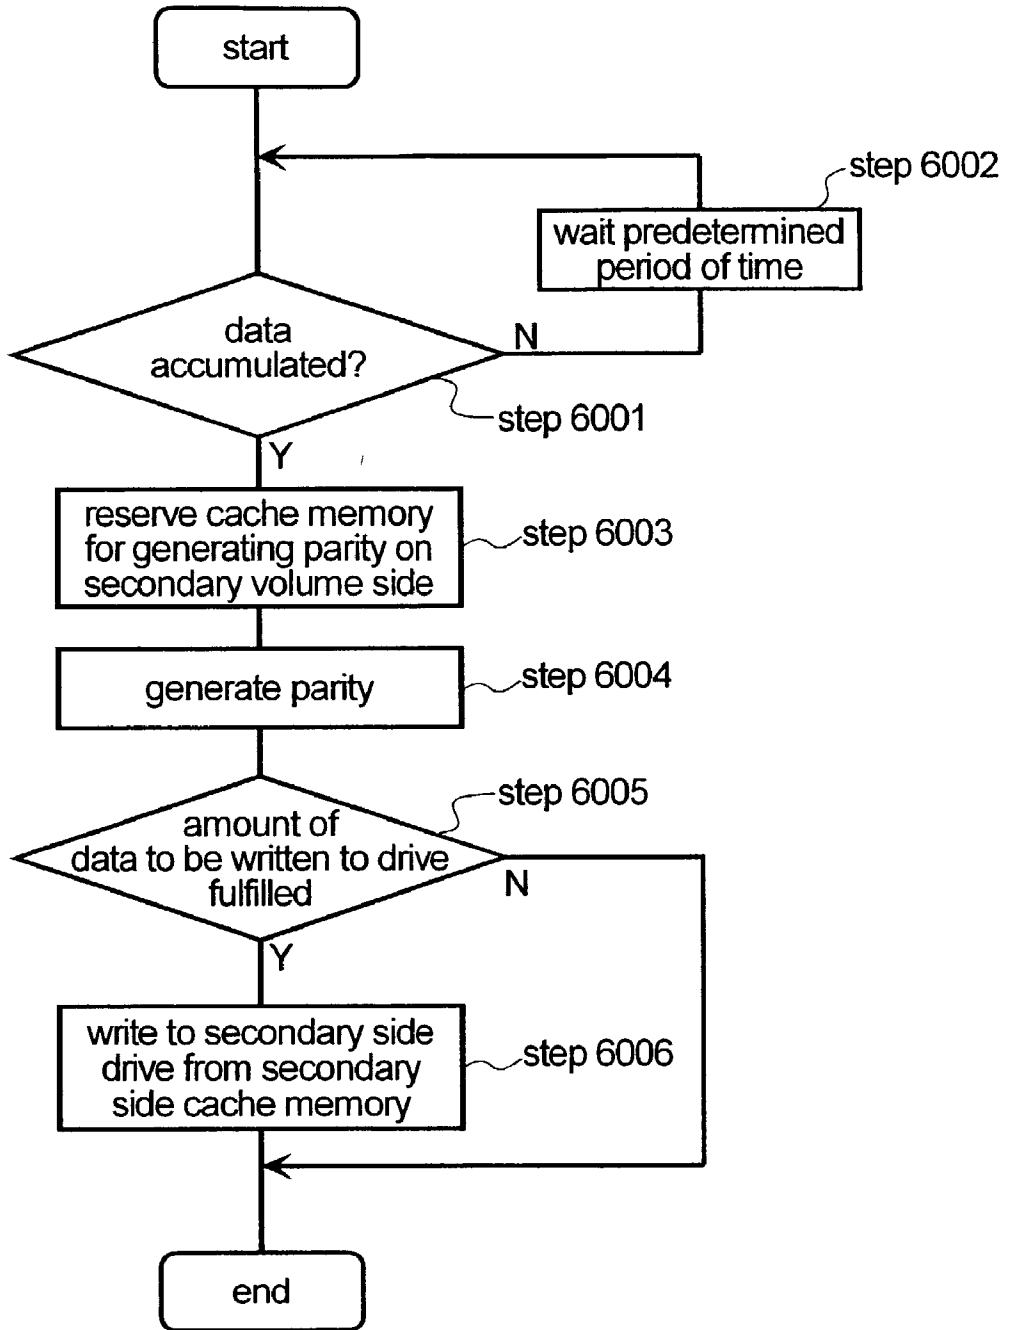 start
step 6002
wait predetermined
period of time
data
accumulated?
N
step 6001
Y
reserve cache memory
for generating parity on
secondary volume side
step 6003
generate parity
step 6004
step 6005
amount of
data to be written to drive
fulfilled
N
Y
write to secondary side
drive from secondary
side cache memory
step 6006
end